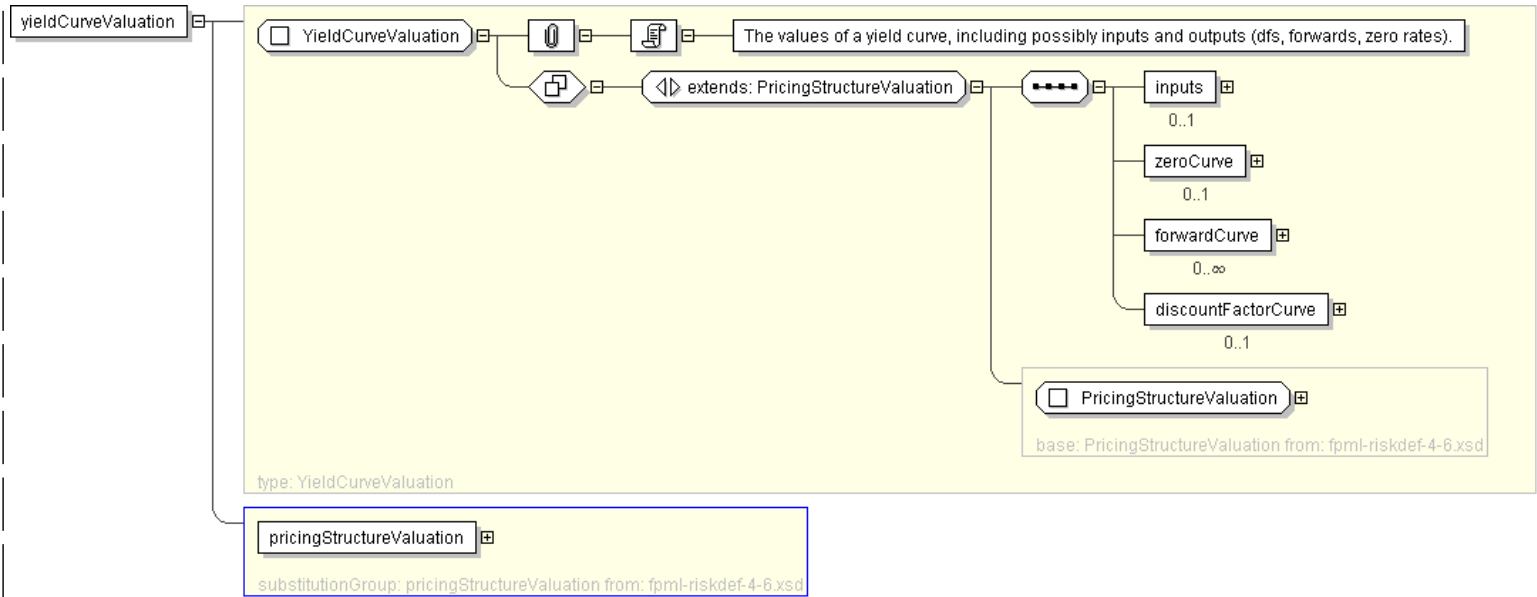 yieldCurveValuation
YieldCurveValuation
The values of a yield curve, including possibly inputs and outputs (dfs, forwards, zero rates).
extends: PricingStructureValuation
inputs
0..1
zeroCurve
0..1
forwardCurve
0..∞
discountFactorCurve
0..1
PricingStructureValuation
base: PricingStructureValuation from: fpml-riskdef-4-6.xsd
type: YieldCurveValuation
pricingStructureValuation
substitutionGroup: pricingStructureValuation from: fpml-riskdef-4-6.xsd